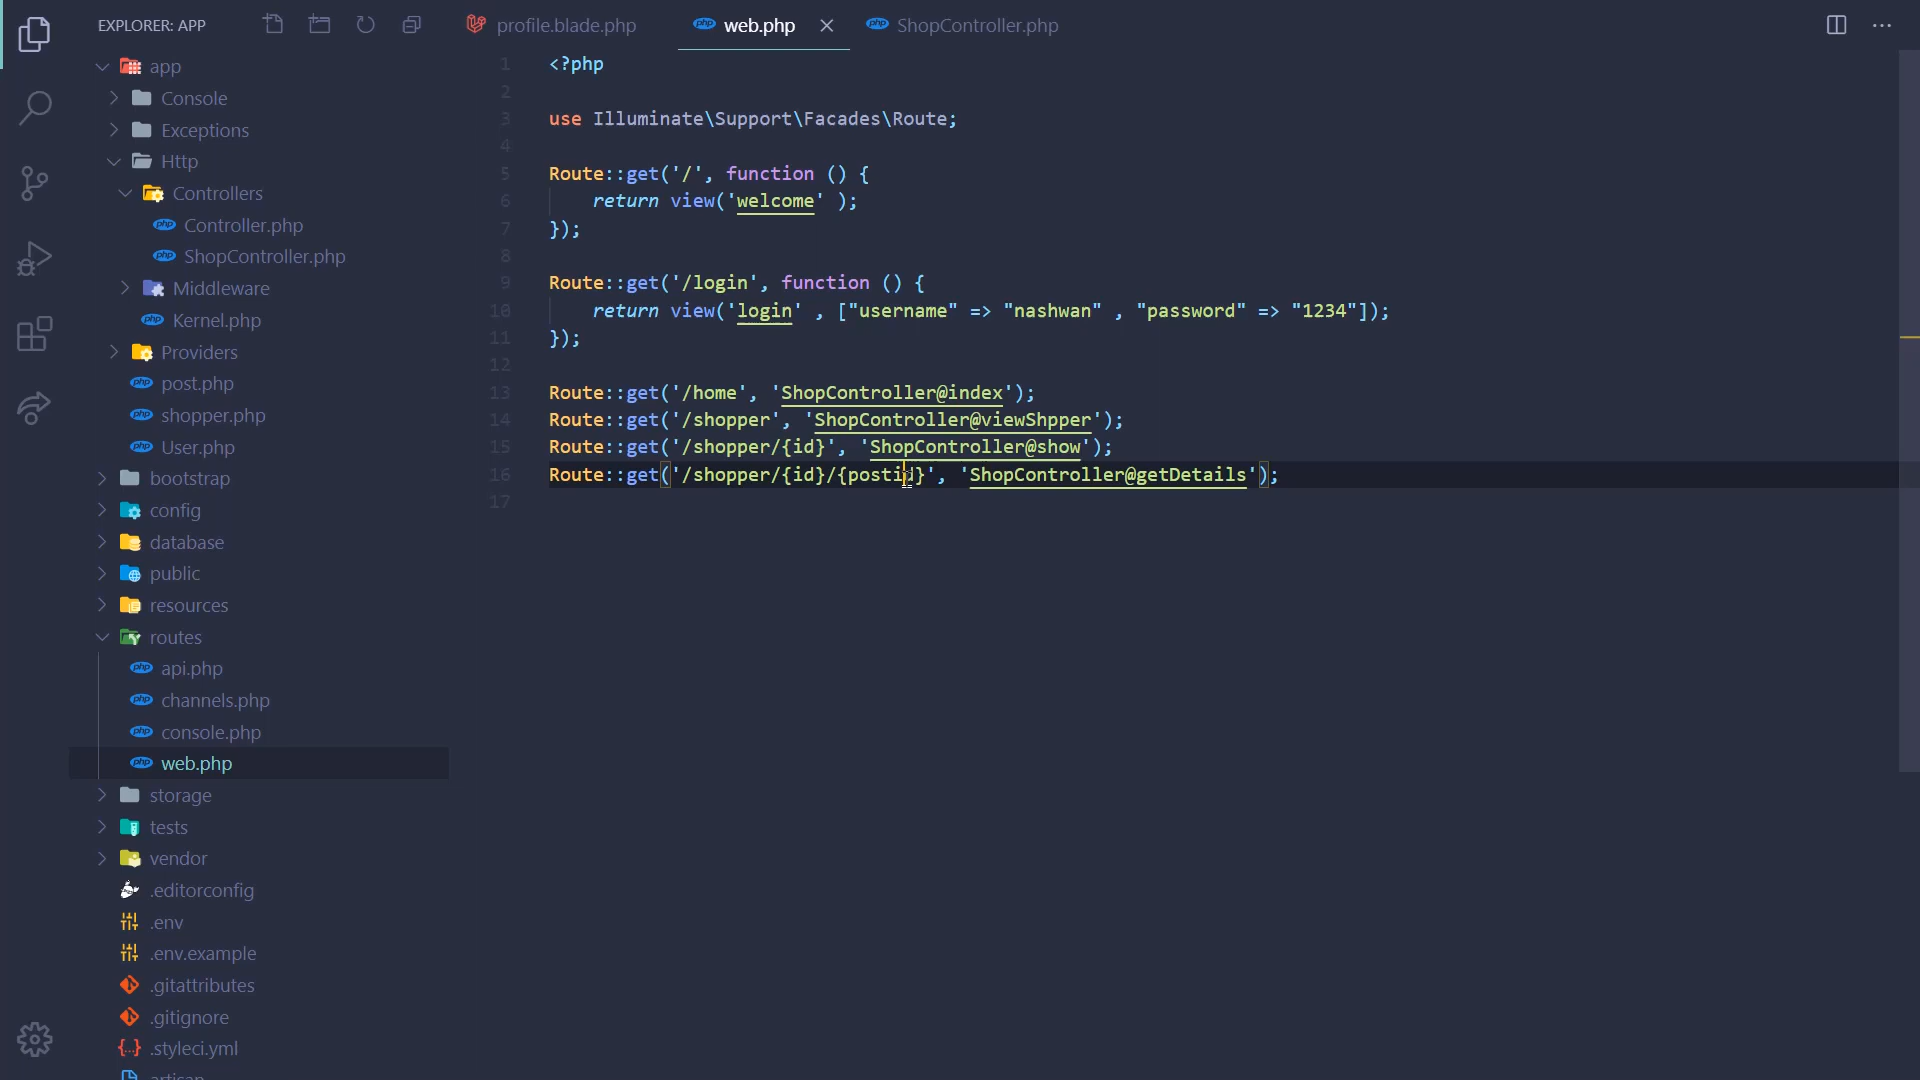 EXPLORER: APP
app
Console
Exceptions
Http
Controllers
Controller.php
ShopController.php
Middleware
Kernel.php
Providers
post.php
shopper.php
User.php
bootstrap
config
database
public
resources
routes
api.php
channels.php
console.php
web.php
storage
tests
vendor
.editorconfig
.env
.env.example
.gitattributes
.gitignore
.styleci.yml
artisan
profile.blade.php
php web.php
php ShopController.php
1 <?php
2
3 use Illuminate\Support\Facades\Route;
4
5 Route::get('/', function () {
6 return view('welcome' );
7 });
8
9 Route::get('/login', function () {
10 return view('login' , ["username" => "nashwan" , "password" => "1234"]);
11 });
12
13 Route::get('/home', 'ShopController@index');
14 Route::get('/shopper', 'ShopController@viewShpper');
15 Route::get('/shopper/{id}', 'ShopController@show');
16 Route::get('/shopper/{id}/{postid}', 'ShopController@getDetails');
17